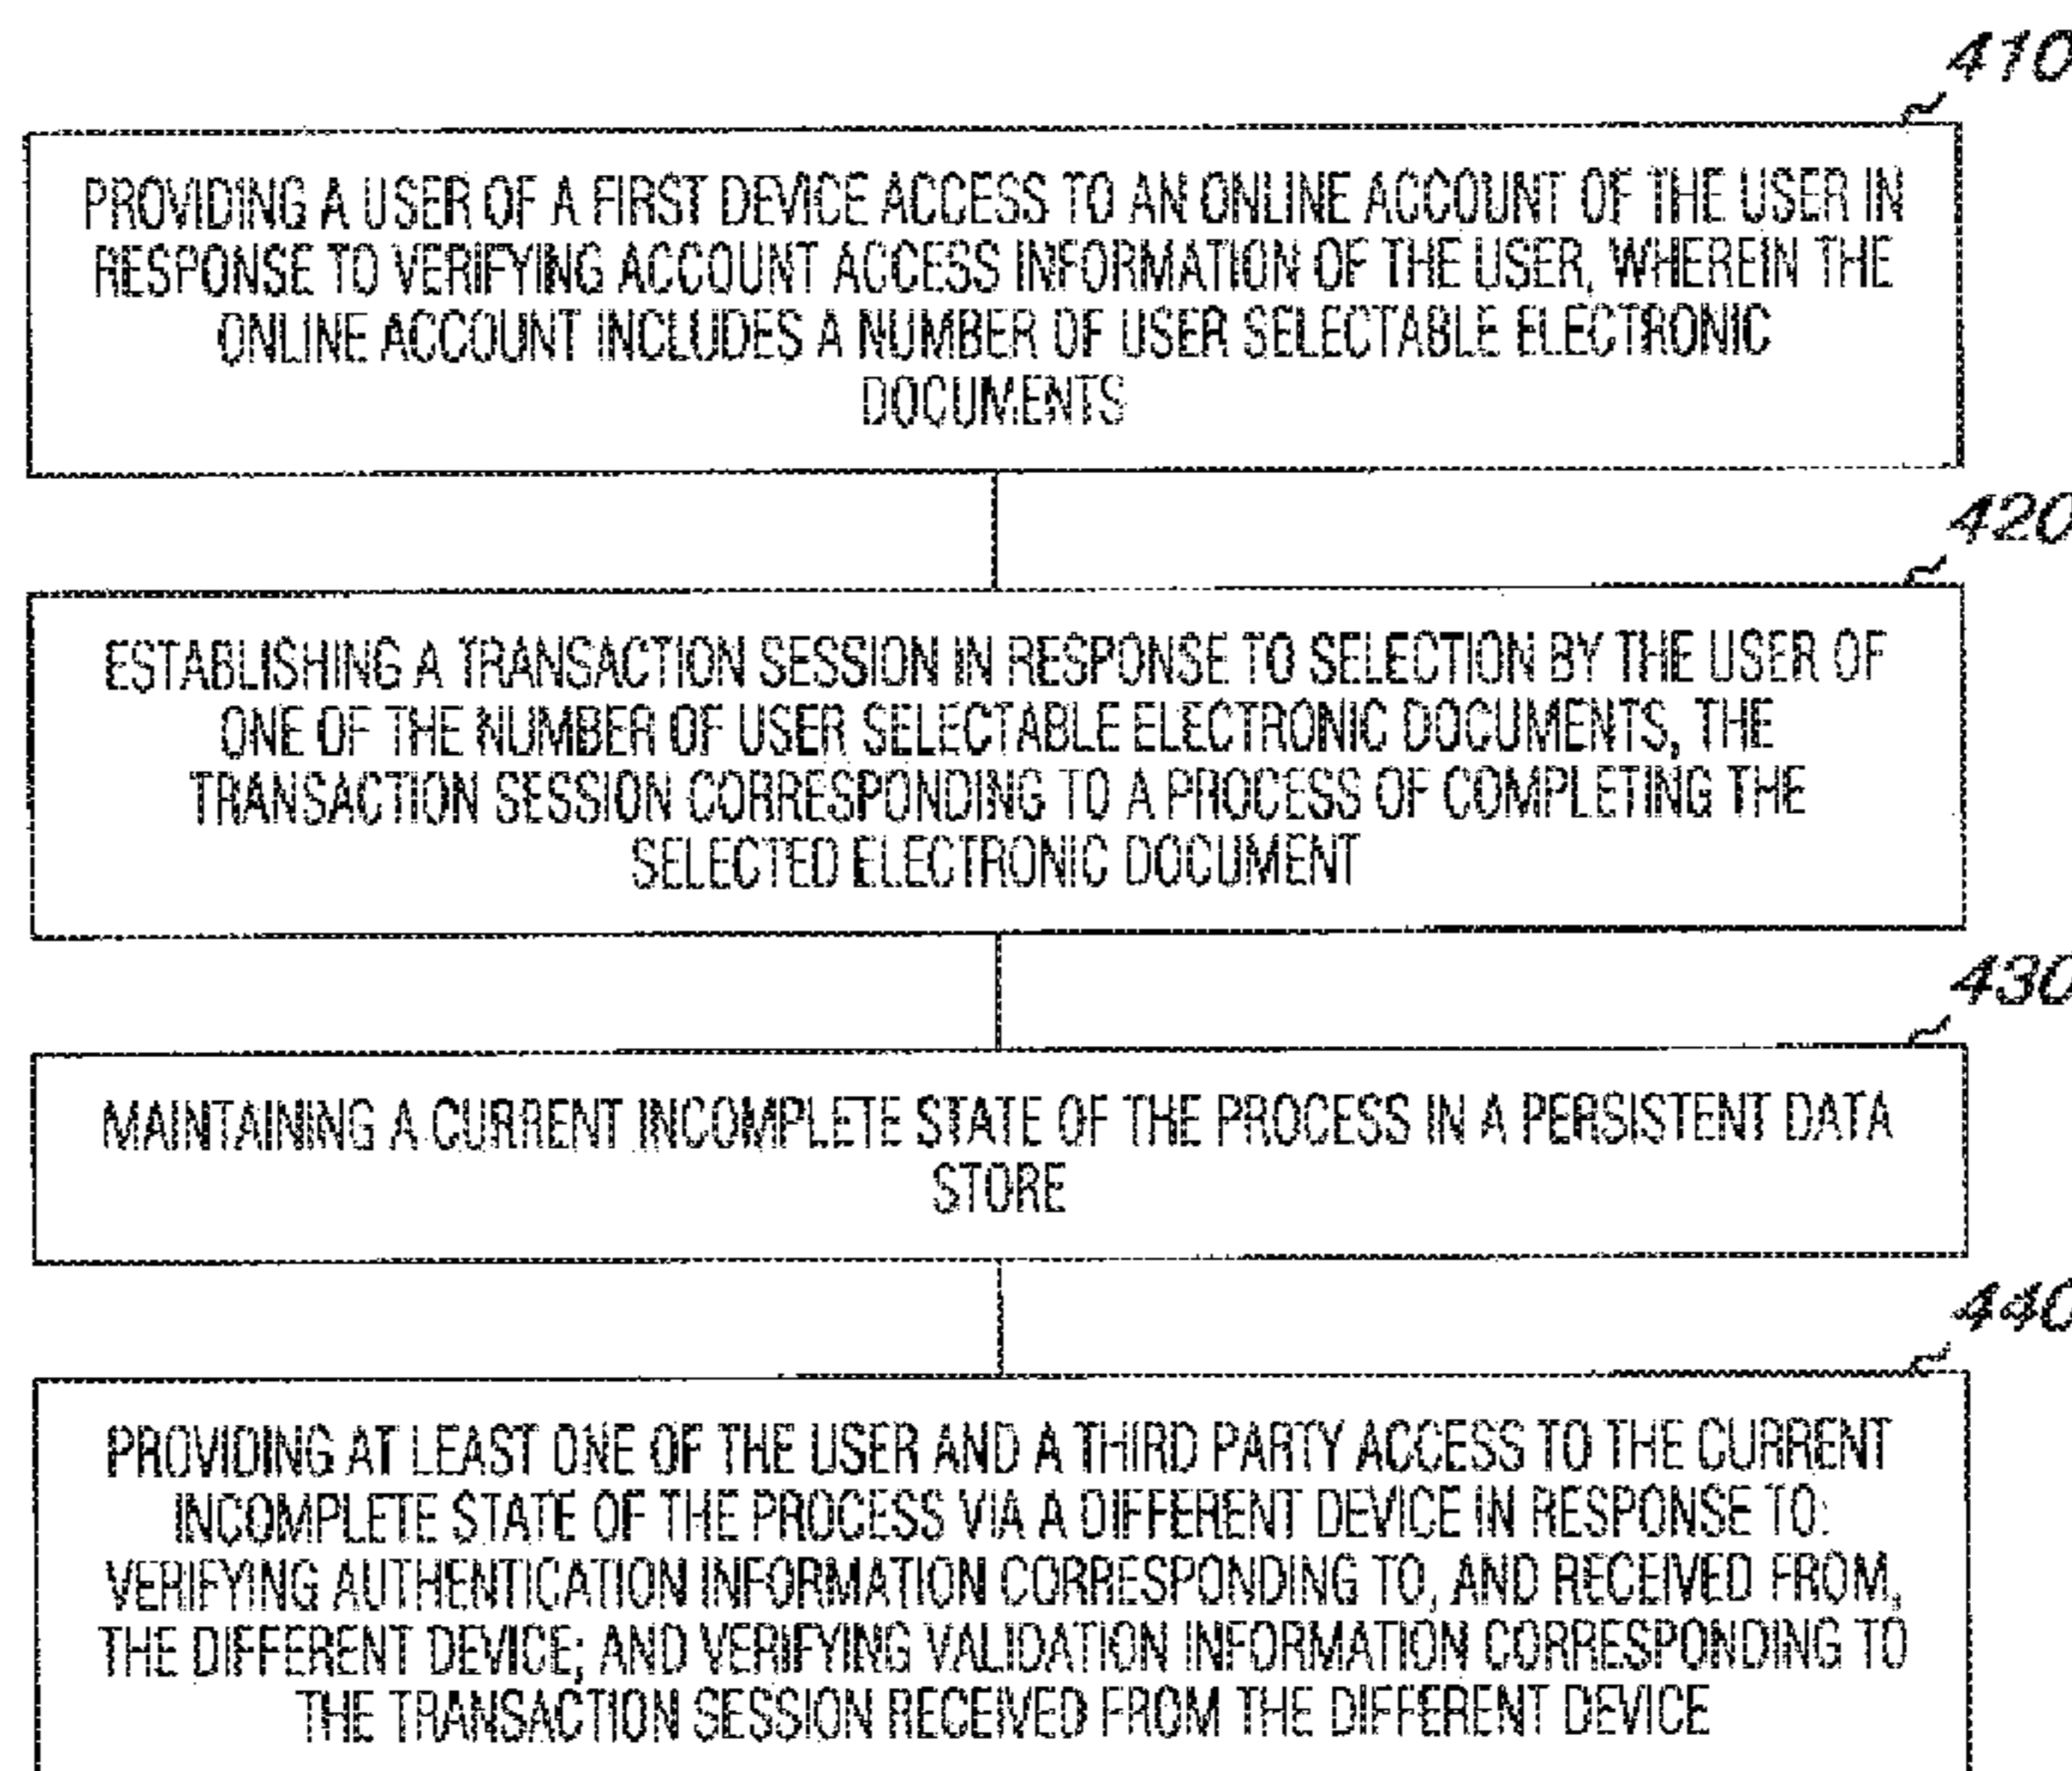 410
PROVIDING A USER OF A FIRST DEVICE ACCESS TO AN ONLINE ACCOUNT OF THE USER IN
RESPONSE TO VERIFYING ACCOUNT ACCESS INFORMATION OF THE USER, WHEREIN THE
ONLINE ACCOUNT INCLUDES A NUMBER OF USER SELECTABLE ELECTRONIC
DOCUMENTS
420
ESTABLISHING A TRANSACTION SESSION IN RESPONSE TO SELECTION BY THE USER OF
ONE OF THE NUMBER OF USER SELECTABLE ELECTRONIC DOCUMENTS, THE
TRANSACTION SESSION CORRESPONDING TO A PROCESS OF COMPLETING THE
SELECTED ELECTRONIC DOCUMENT
430
MAINTAINING A CURRENT INCOMPLETE STATE OF THE PROCESS IN A PERSISTENT DATA
STORE
440
PROVIDING AT LEAST ONE OF THE USER AND A THIRD PARTY ACCESS TO THE CURRENT
INCOMPLETE STATE OF THE PROCESS VIA A DIFFERENT DEVICE IN RESPONSE TO:
VERIFYING AUTHENTICATION INFORMATION CORRESPONDING TO, AND RECEIVED FROM,
THE DIFFERENT DEVICE; AND VERIFYING VALIDATION INFORMATION CORRESPONDING TO
THE TRANSACTION SESSION RECEIVED FROM THE DIFFERENT DEVICE